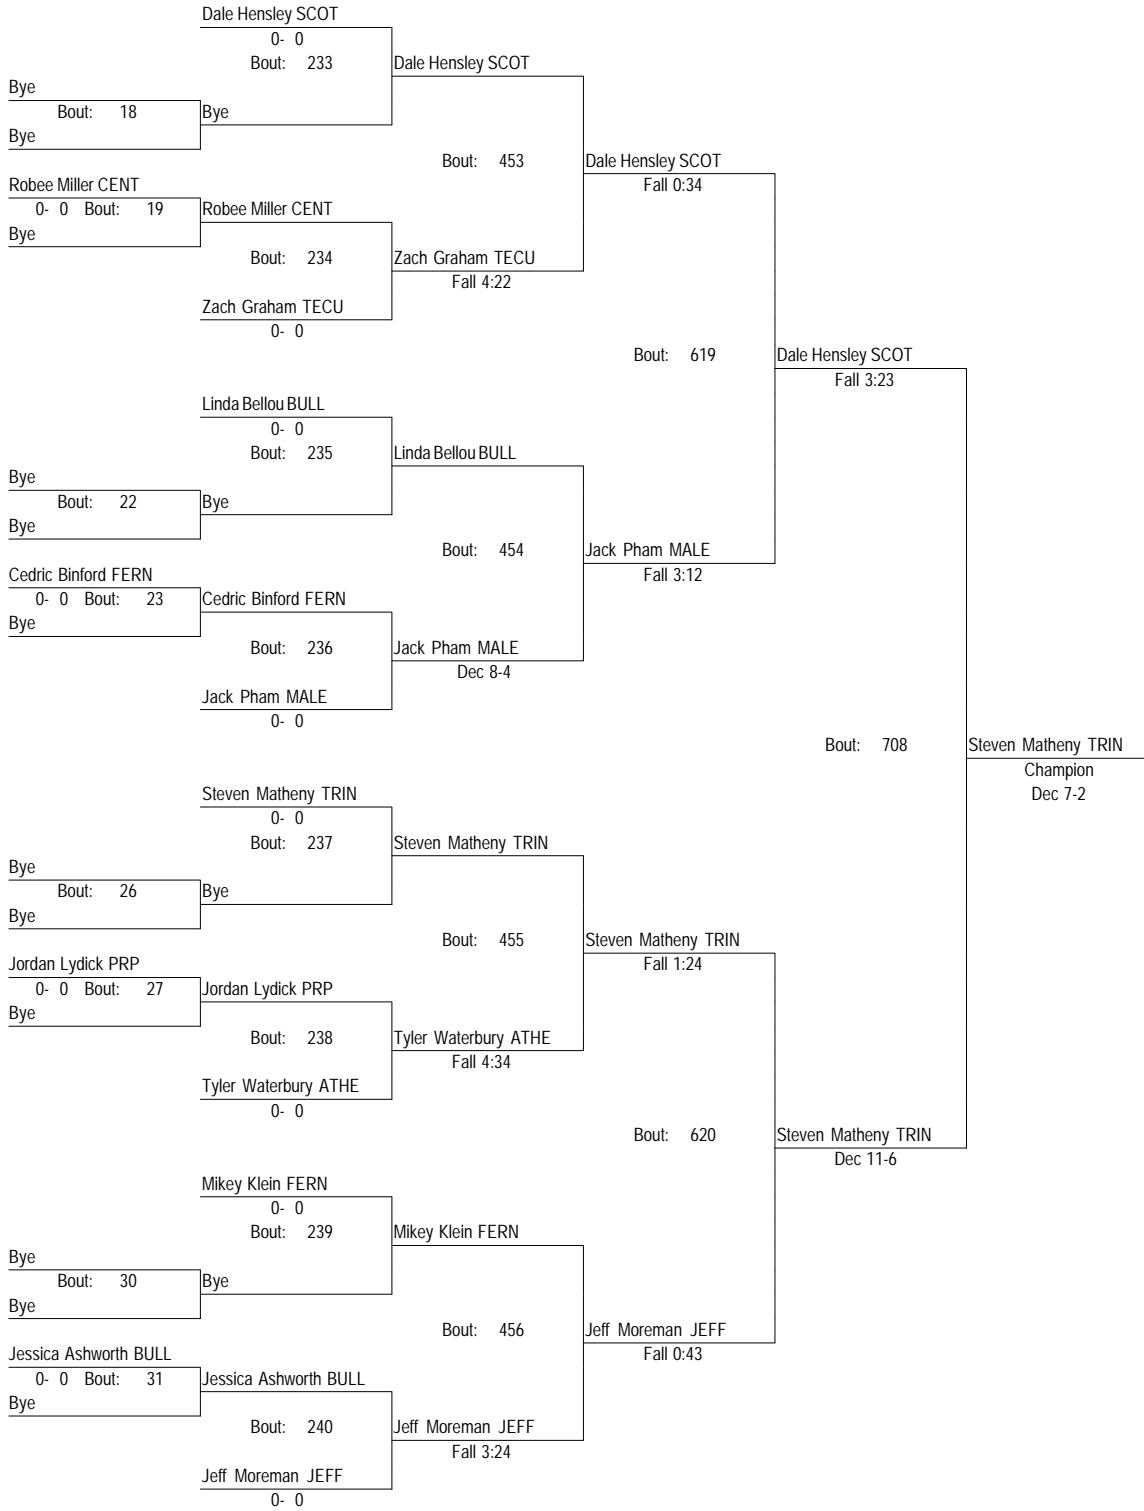 Dale Hensley SCOT
0- 0
Bout: 233
Dale Hensley SCOT
Bye
Bout: 18
Bye
Bye
Bout: 453
Dale Hensley SCOT
Fall 0:34
Robee Miller CENT
0- 0 Bout: 19
Robee Miller CENT
Bye
Bout: 234
Zach Graham TECU
Fall 4:22
Zach Graham TECU
0- 0
Bout: 619
Dale Hensley SCOT
Fall 3:23
Linda Bellou BULL
0- 0
Bout: 235
Linda Bellou BULL
Bye
Bout: 22
Bye
Bye
Bout: 454
Jack Pham MALE
Fall 3:12
Cedric Binford FERN
0- 0 Bout: 23
Cedric Binford FERN
Bye
Bout: 236
Jack Pham MALE
Dec 8-4
Jack Pham MALE
0- 0
Bout: 708
Steven Matheny TRIN
Champion
Dec 7-2
Steven Matheny TRIN
0- 0
Bout: 237
Steven Matheny TRIN
Bye
Bout: 26
Bye
Bye
Bout: 455
Steven Matheny TRIN
Fall 1:24
Jordan Lydick PRP
0- 0 Bout: 27
Jordan Lydick PRP
Bye
Bout: 238
Tyler Waterbury ATHE
Fall 4:34
Tyler Waterbury ATHE
0- 0
Bout: 620
Steven Matheny TRIN
Dec 11-6
Mikey Klein FERN
0- 0
Bout: 239
Mikey Klein FERN
Bye
Bout: 30
Bye
Bye
Bout: 456
Jeff Moreman JEFF
Fall 0:43
Jessica Ashworth BULL
0- 0 Bout: 31
Jessica Ashworth BULL
Bye
Bout: 240
Jeff Moreman JEFF
Fall 3:24
Jeff Moreman JEFF
0- 0